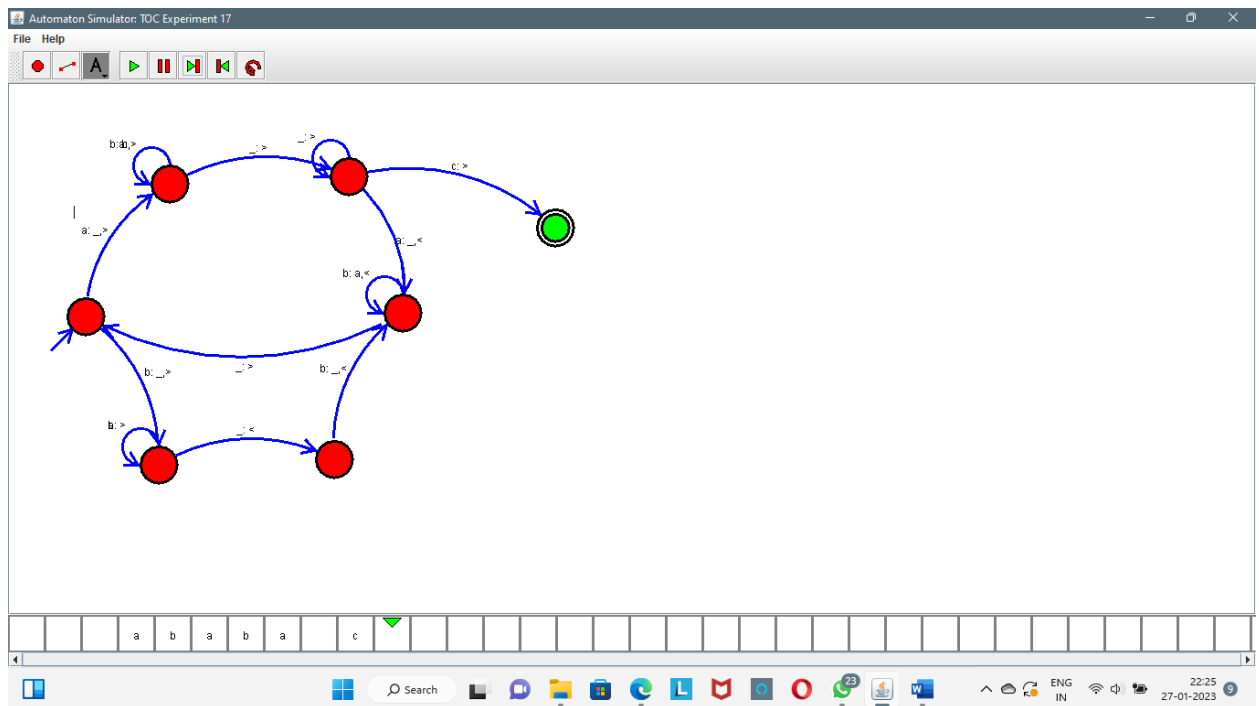 Automaton Simulator: TOC Experiment 17
File Help
A
_: >
_: >
c: >
a: _,>
a: _,<
b: a,<
b: _,>
_: >
b: _,<
_: <
a b a b a c
Search
L
23
W
ENG
IN
22:25
27-01-2023
9